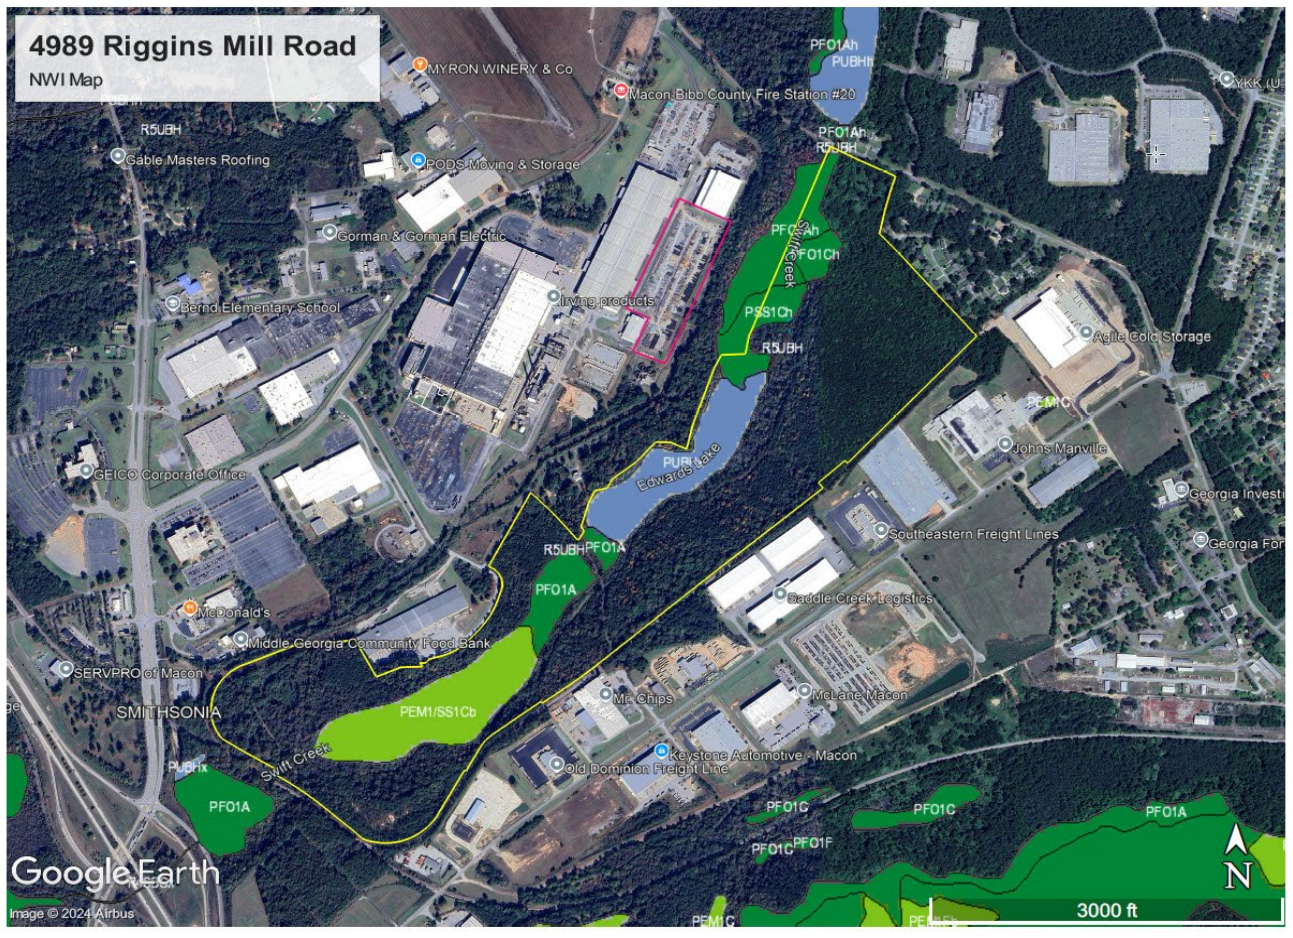 4989 Riggins Mill Road
NWI Map
PFO1Ah
PUBHh
MYRON WINERY & Co
Macon-Bibb County Fire Station #20
R5UBH
PFO1Ah
R5UBH
Gable Masters Roofing
PODS Moving & Storage
Gorman & Gorman Electric
Swift Creek
PFO1Ch
Bernd Elementary School
Irving products
PSS1Ch
R5UBH
Agile Cold Storage
PEM1C
Johns Manville
GEICO Corporate Office
Edwards Lake
Georgia Investi
Southeastern Freight Lines
Georgia For
R5UBH
PFO1A
PFO1A
Saddle Creek Logistics
McDonald's
Middle Georgia Community Food Bank
SERVPRO of Macon
Mr. Chips
McLane Macon
SMITHSONIA
PEM1/SS1Cb
Swift Creek
PUBHx
Keystone Automotive - Macon
Old Dominion Freight Line
PFO1A
PFO1C
PFO1C
PFO1A
PFO1C
PFO1F
Google Earth
N
Image © 2024 Airbus
PEM1C
3000 ft